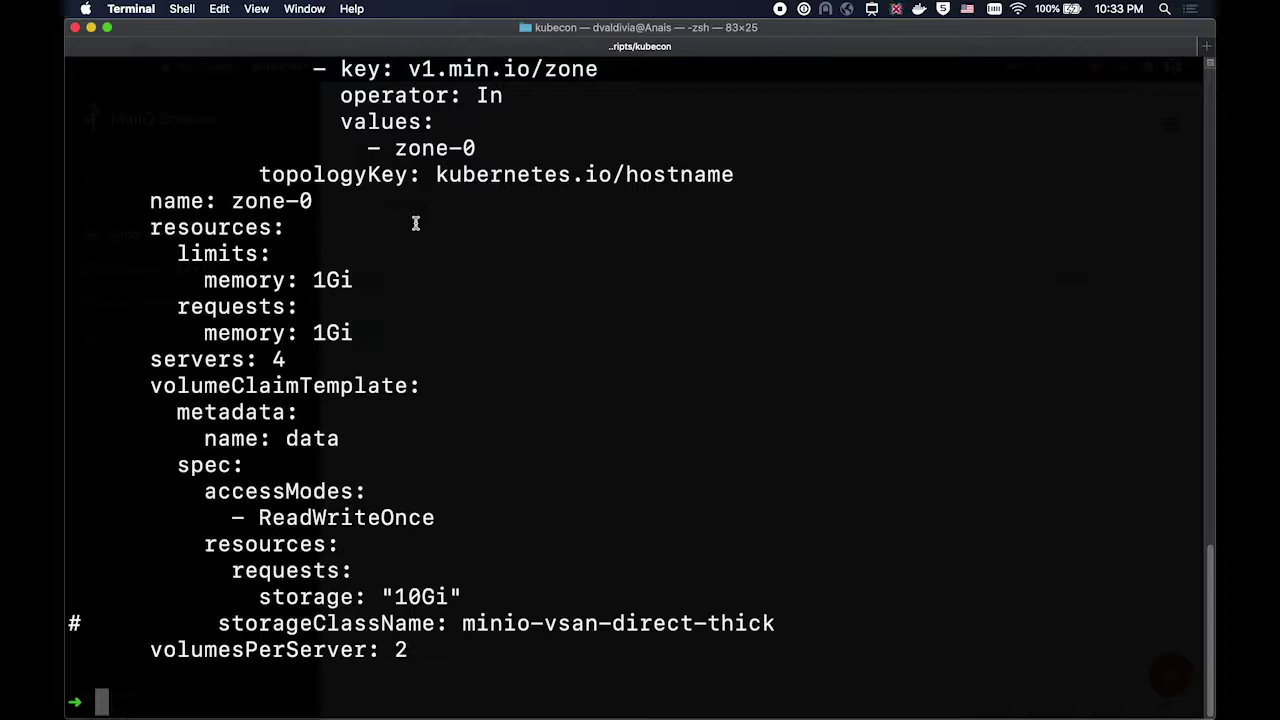 Terminal Shell Edit View Window Help 100% 10:33 PM
kubecon — dvaldivia@Anais — -zsh — 83×25
..ripts/kubecon
- key: v1.min.io/zone
operator: In
values:
- zone-0
topologyKey: kubernetes.io/hostname
name: zone-0
resources:
limits:
memory: 1Gi
requests:
memory: 1Gi
servers: 4
volumeClaimTemplate:
metadata:
name: data
spec:
accessModes:
- ReadWriteOnce
resources:
requests:
storage: "10Gi"
# storageClassName: minio-vsan-direct-thick
volumesPerServer: 2